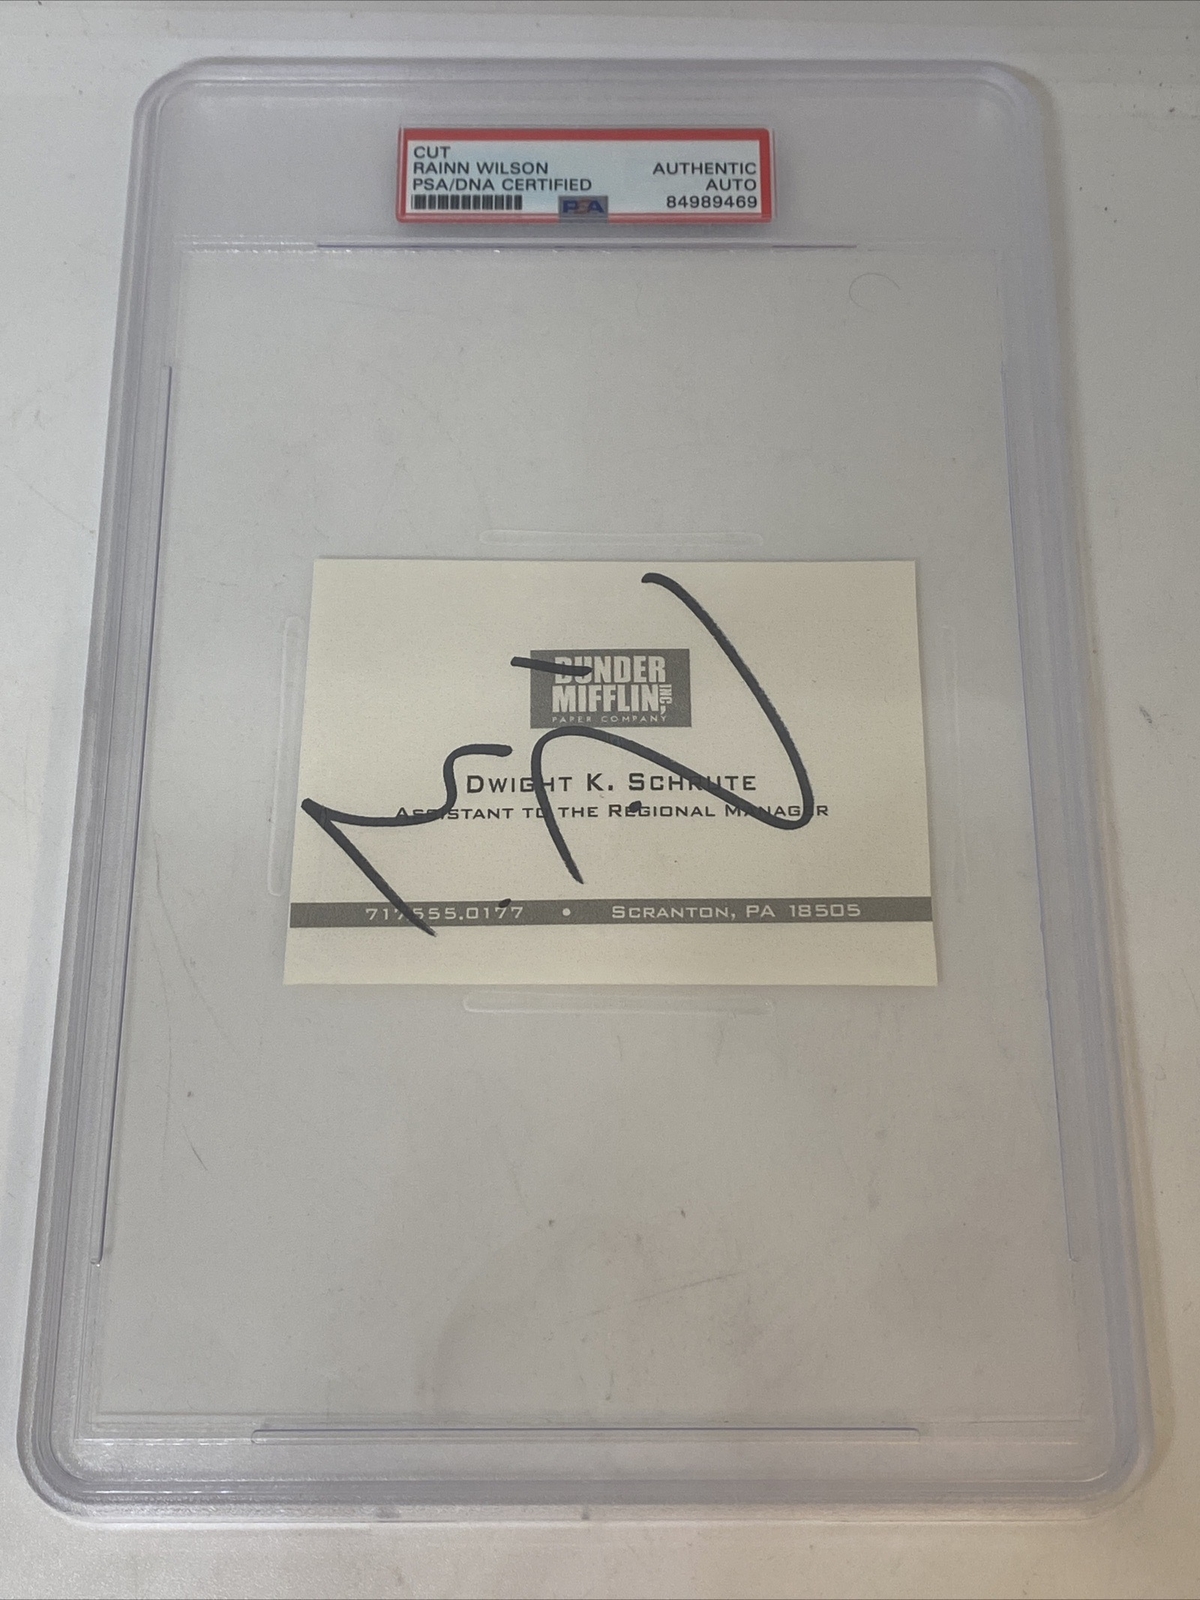 CUT
RAINN WILSON
PSA/DNA CERTIFIED
AUTHENTIC
AUTO
84989469
PSA
DUNDER
MIFFLIN, INC
PAPER COMPANY
DWIGHT K. SCHRUTE
ASSISTANT TO THE REGIONAL MANAGER
717.555.0177 • SCRANTON, PA 18505